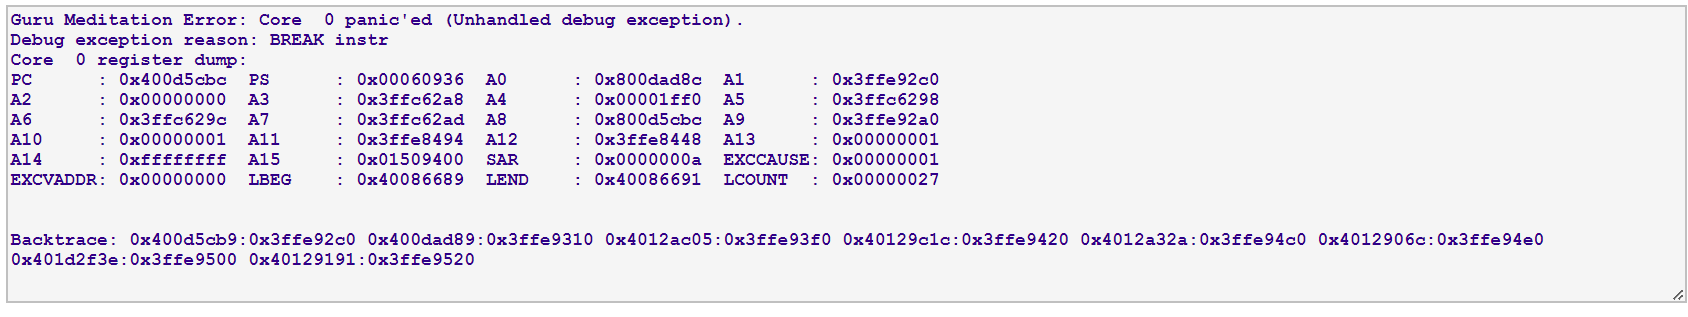 Guru Meditation Error: Core  0 panic'ed (Unhandled debug exception).
Debug exception reason: BREAK instr
Core  0 register dump:
PC      : 0x400d5cbc  PS      : 0x00060936  A0      : 0x800dad8c  A1      : 0x3ffe92c0
A2      : 0x00000000  A3      : 0x3ffc62a8  A4      : 0x00001ff0  A5      : 0x3ffc6298
A6      : 0x3ffc629c  A7      : 0x3ffc62ad  A8      : 0x800d5cbc  A9      : 0x3ffe92a0
A10     : 0x00000001  A11     : 0x3ffe8494  A12     : 0x3ffe8448  A13     : 0x00000001
A14     : 0xffffffff  A15     : 0x01509400  SAR     : 0x0000000a  EXCCAUSE: 0x00000001
EXCVADDR: 0x00000000  LBEG    : 0x40086689  LEND    : 0x40086691  LCOUNT  : 0x00000027
Backtrace: 0x400d5cb9:0x3ffe92c0 0x400dad89:0x3ffe9310 0x4012ac05:0x3ffe93f0 0x40129c1c:0x3ffe9420 0x4012a32a:0x3ffe94c0 0x4012906c:0x3ffe94e0
0x401d2f3e:0x3ffe9500 0x40129191:0x3ffe9520